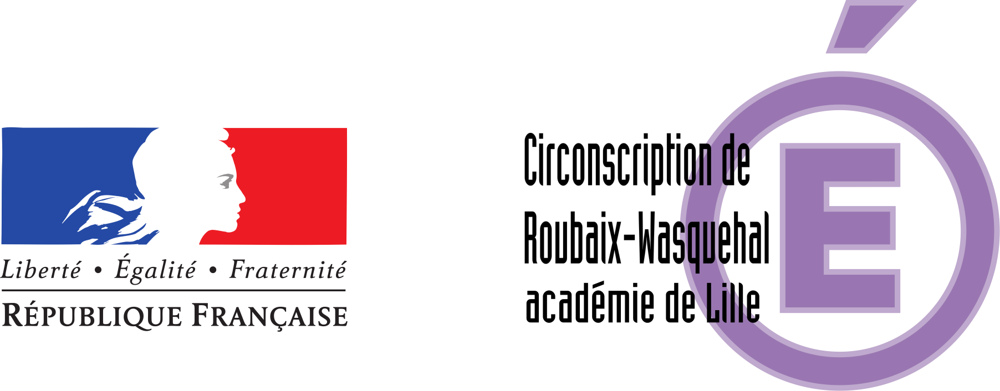 Liberté • Égalité • Fraternité
RÉPUBLIQUE FRANÇAISE
Circonscription de
Roubaix-Wasquehal
académie de Lille
É